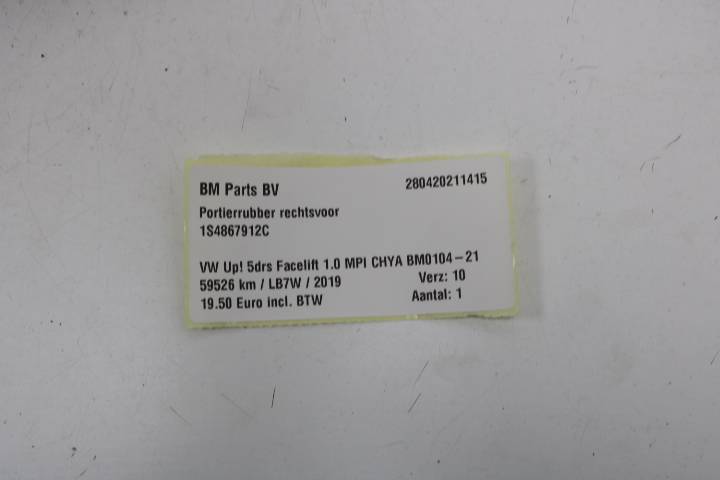 BM Parts BV 280420211415
Portierrubber rechtsvoor
1S4867912C
VW Up! 5drs Facelift 1.0 MPI CHYA BM0104-21
59526 km / LB7W / 2019 Verz: 10
19.50 Euro incl. BTW Aantal: 1